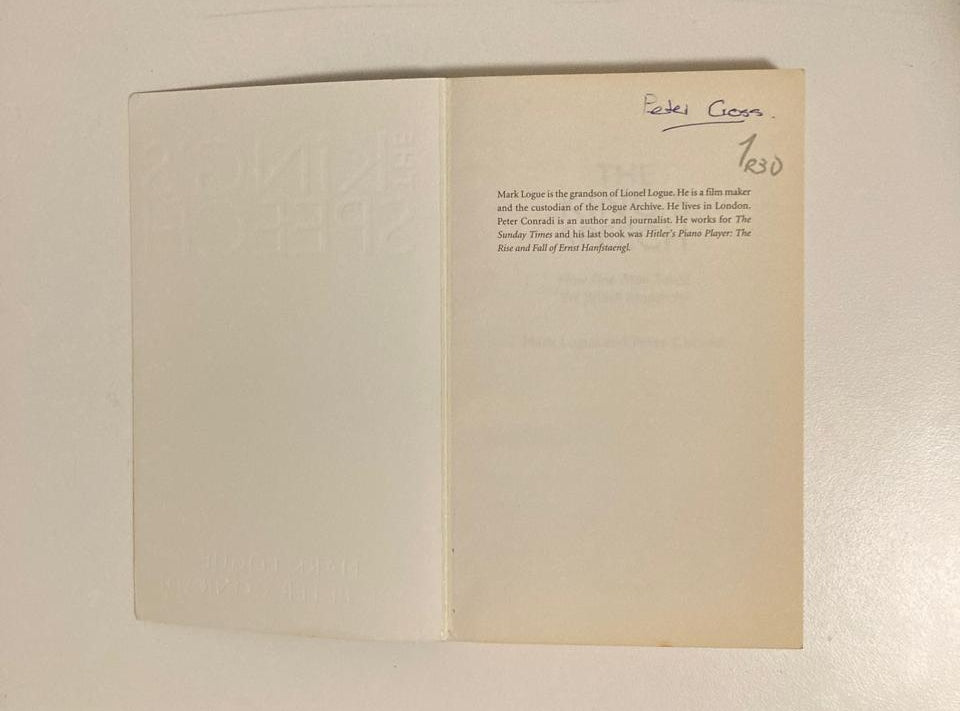 Peter Cross.
1
R30
Mark Logue is the grandson of Lionel Logue. He is a film maker
and the custodian of the Logue Archive. He lives in London.
Peter Conradi is an author and journalist. He works for The
Sunday Times and his last book was Hitler's Piano Player: The
Rise and Fall of Ernst Hanfstaengl.